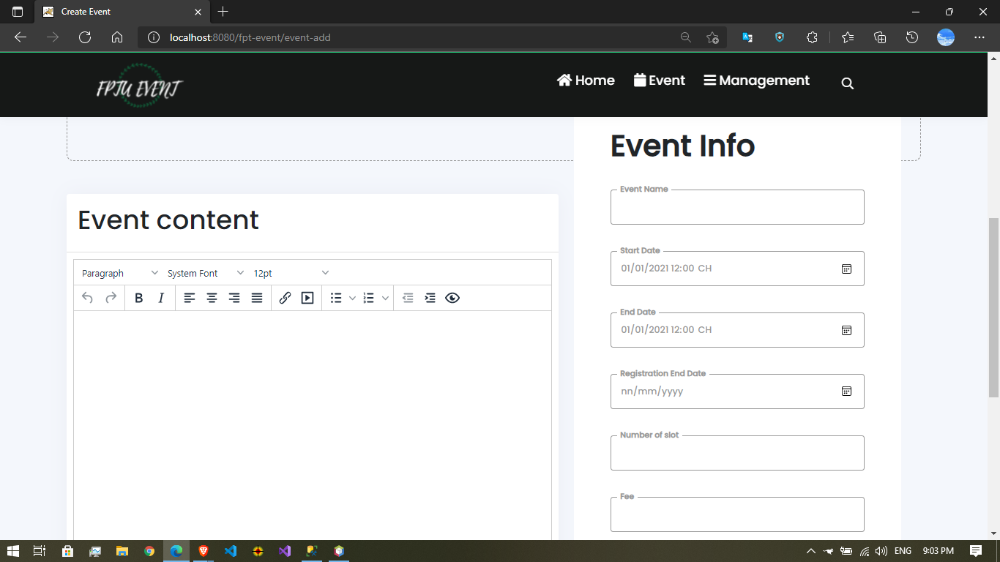 Create Event
localhost:8080/fpt-event/event-add
FPTU EVENT
Home
Event
Management
Event Info
Event Name
Event content
Start Date
01/01/2021 12:00 CH
Paragraph
System Font
12pt
B
I
End Date
01/01/2021 12:00 CH
Registration End Date
nn/mm/yyyy
Number of slot
Fee
ENG
9:03 PM